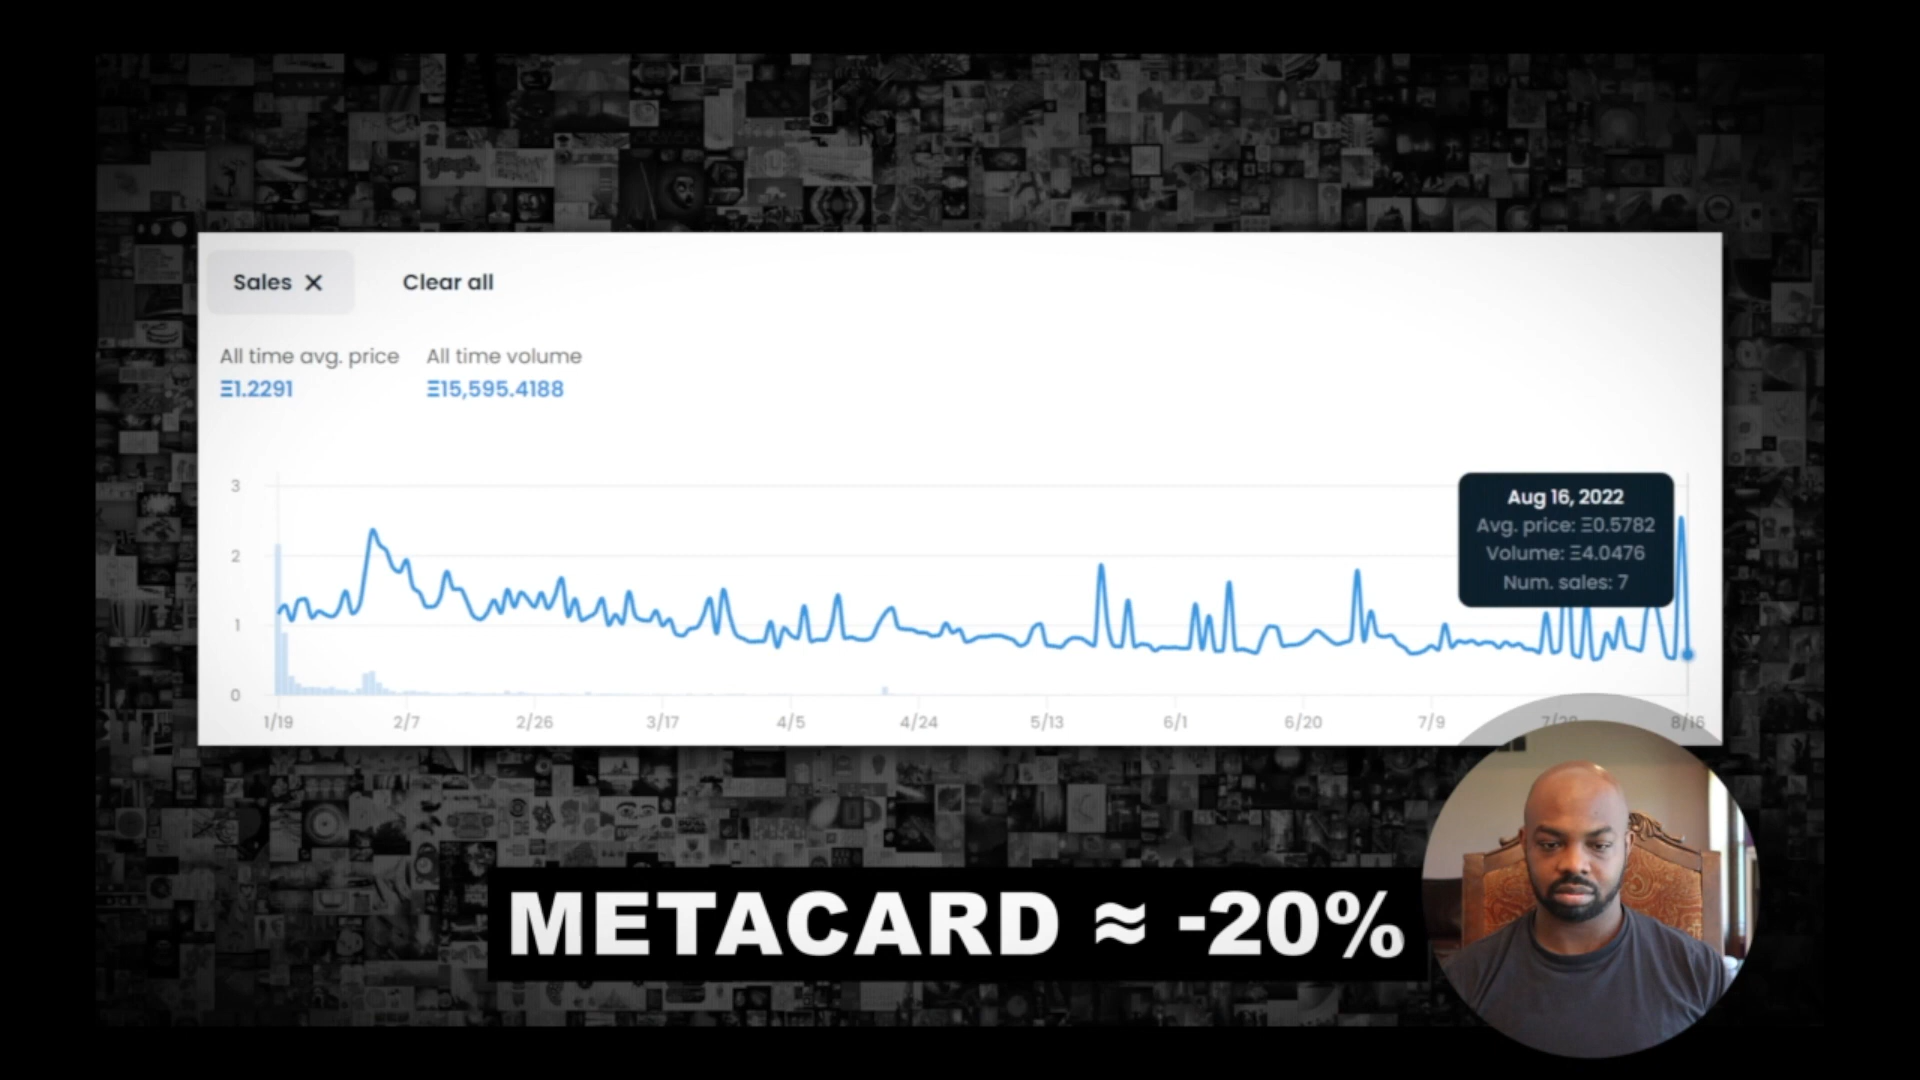 Sales ✕ Clear all
All time avg. price All time volume
Ξ1.2291 Ξ15,595.4188
3
2
1
0
Aug 16, 2022
Avg. price: Ξ0.5782
Volume: Ξ4.0476
Num. sales: 7
1/19 2/7 2/26 3/17 4/5 4/24 5/13 6/1 6/20 7/9 8/16
METACARD ≈ -20%